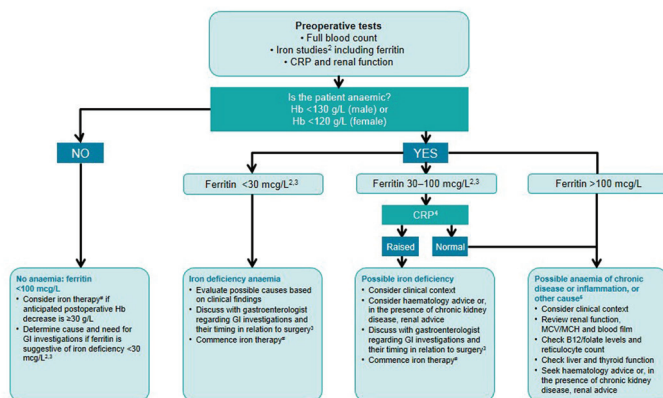 Preoperative tests
• Full blood count
• Iron studies² including ferritin
• CRP and renal function
Is the patient anaemic?
Hb <130 g/L (male) or
Hb <120 g/L (female)
NO
YES
Ferritin <30 mcg/L²,³
Ferritin 30–100 mcg/L²,³
Ferritin >100 mcg/L
CRP⁴
Raised
Normal
No anaemia: ferritin
<100 mcg/L
• Consider iron therapy# if
anticipated postoperative Hb
decrease is ≥30 g/L
• Determine cause and need for
GI investigations if ferritin is
suggestive of iron deficiency <30
mcg/L²,³
Iron deficiency anaemia
• Evaluate possible causes based
on clinical findings
• Discuss with gastroenterologist
regarding GI investigations and
their timing in relation to surgery³
• Commence iron therapy#
Possible iron deficiency
• Consider clinical context
• Consider haematology advice or,
in the presence of chronic kidney
disease, renal advice
• Discuss with gastroenterologist
regarding GI investigations and
their timing in relation to surgery³
• Commence iron therapy#
Possible anaemia of chronic
disease or inflammation, or
other cause⁴
• Consider clinical context
• Review renal function,
MCV/MCH and blood film
• Check B12/folate levels and
reticulocyte count
• Check liver and thyroid function
• Seek haematology advice or, in
the presence of chronic kidney
disease, renal advice